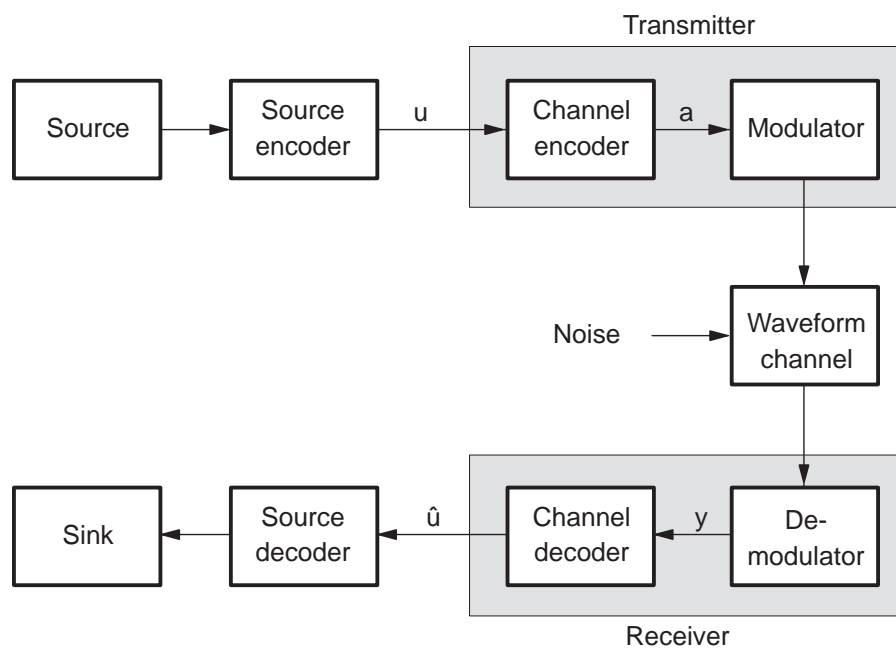 Transmitter
Source
Source
encoder
u
Channel
encoder
a
Modulator
Noise
Waveform
channel
Sink
Source
decoder
û
Channel
decoder
y
De-
modulator
Receiver